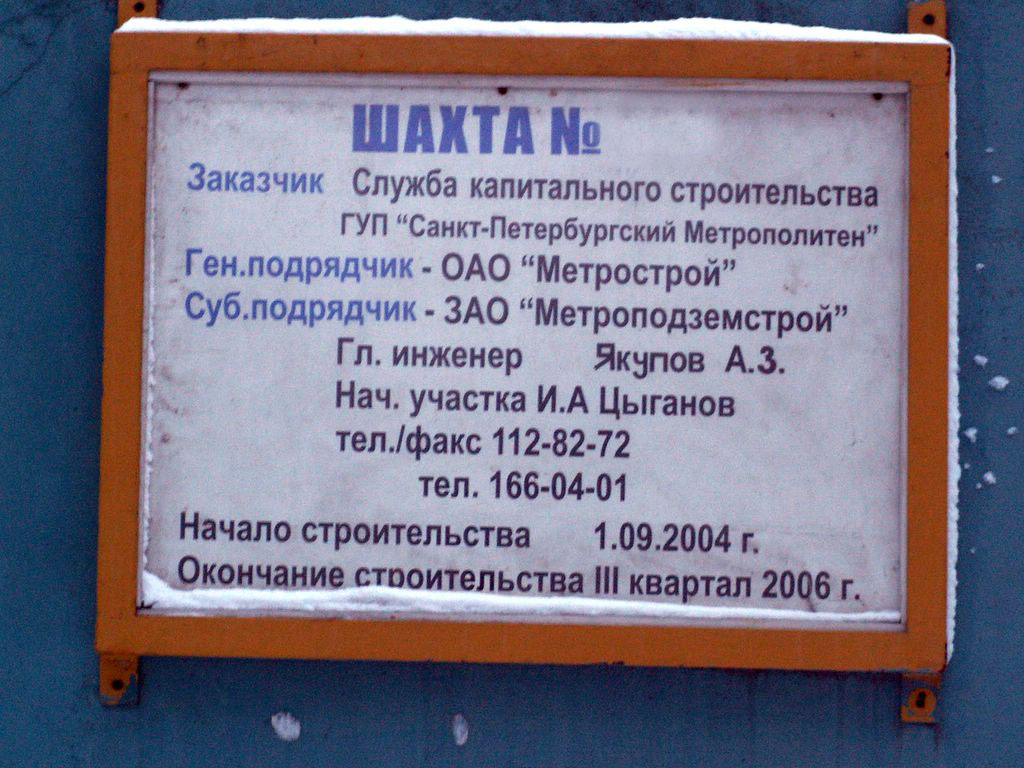 ШАХТА №
Заказчик Служба капитального строительства
ГУП “Санкт-Петербургский Метрополитен”
Ген.подрядчик - ОАО “Метрострой”
Суб.подрядчик - ЗАО “Метроподземстрой”
Гл. инженер Якупов А.З.
Нач. участка И.А Цыганов
тел./факс 112-82-72
тел. 166-04-01
Начало строительства 1.09.2004 г.
Окончание строительства III квартал 2006 г.